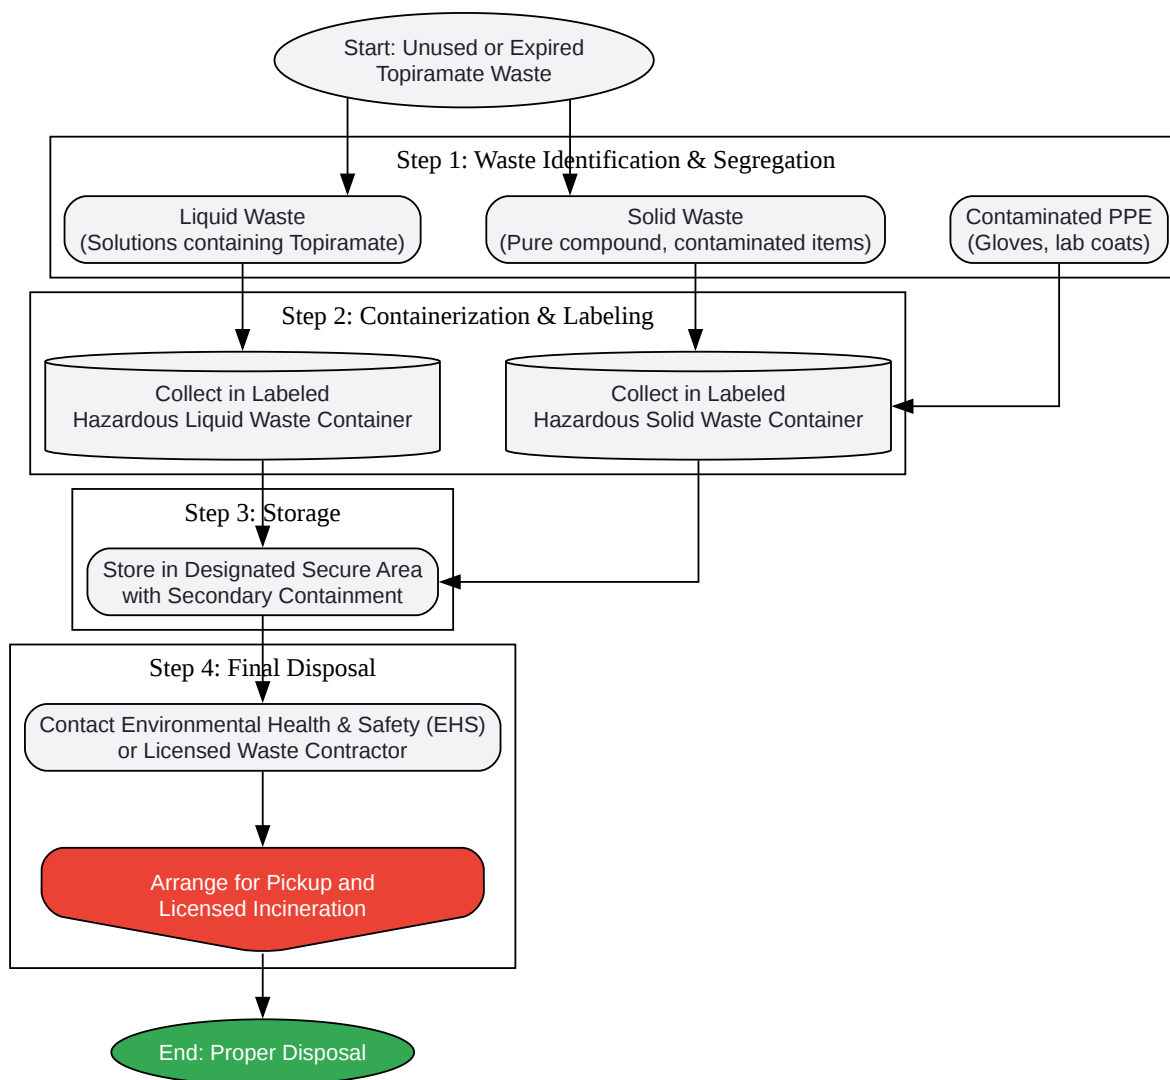 Start: Unused or Expired
Topiramate Waste
Step 1: Waste Identification & Segregation
Liquid Waste
(Solutions containing Topiramate)
Solid Waste
(Pure compound, contaminated items)
Contaminated PPE
(Gloves, lab coats)
Step 2: Containerization & Labeling
Collect in Labeled
Hazardous Liquid Waste Container
Collect in Labeled
Hazardous Solid Waste Container
Step 3: Storage
Store in Designated Secure Area
with Secondary Containment
Step 4: Final Disposal
Contact Environmental Health & Safety (EHS)
or Licensed Waste Contractor
Arrange for Pickup and
Licensed Incineration
End: Proper Disposal